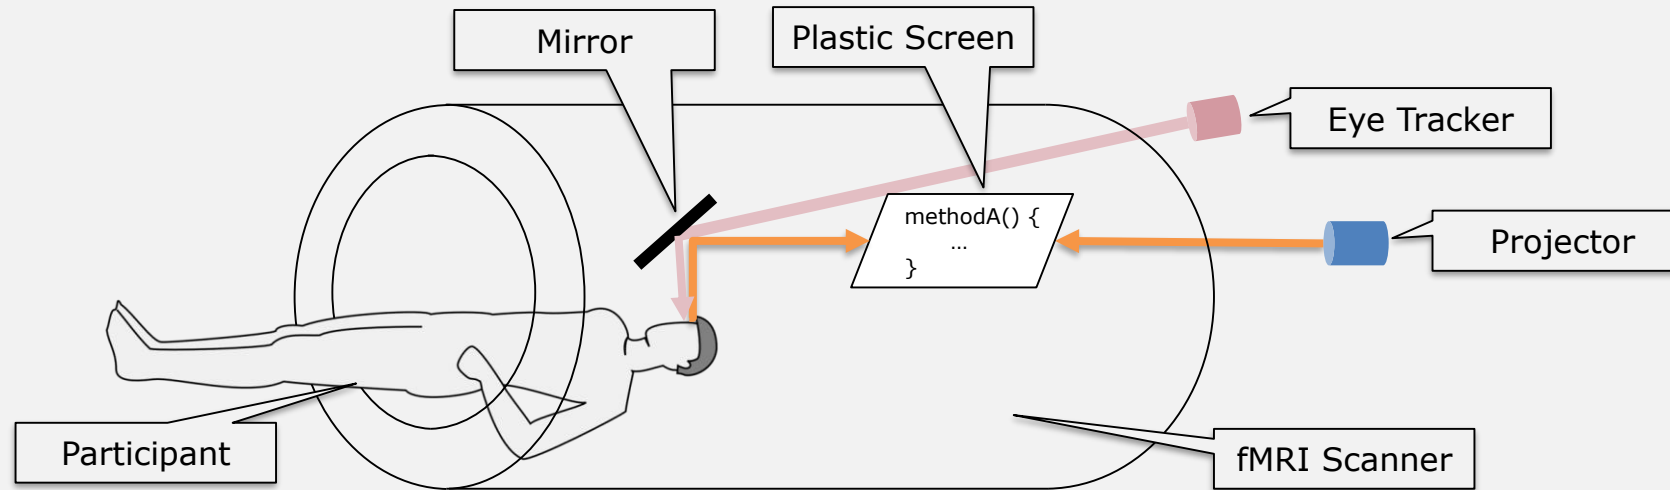 Mirror
Plastic Screen
Eye Tracker
methodA() {
...
}
Projector
Participant
fMRI Scanner